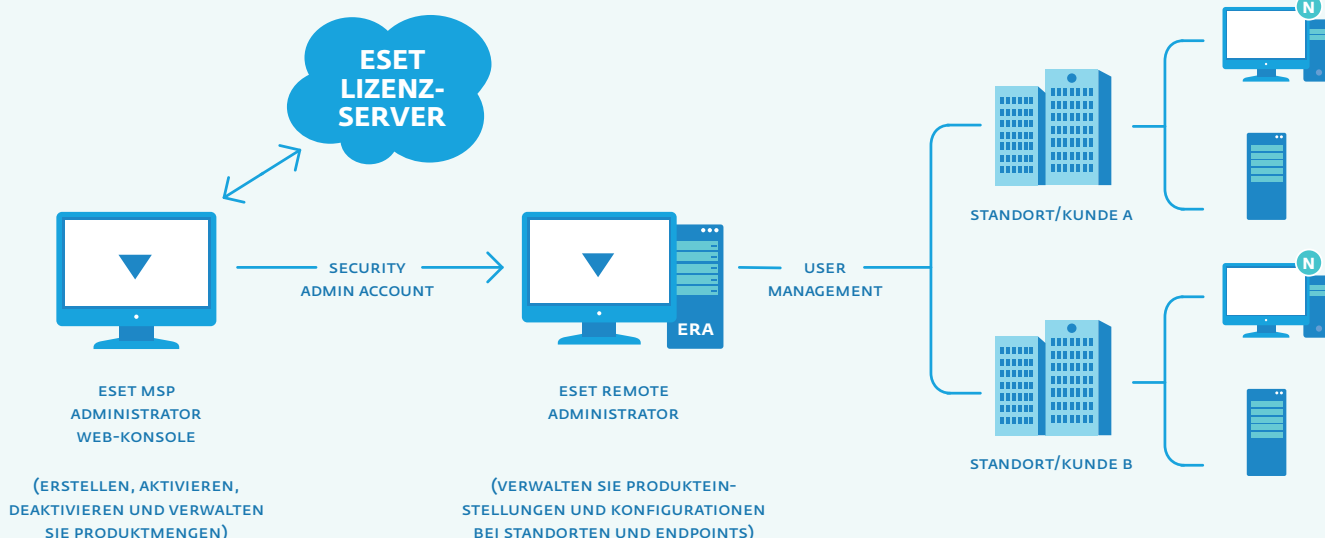 ESET
LIZENZ-
SERVER
N
STANDORT/KUNDE A
SECURITY
ADMIN ACCOUNT
USER
MANAGEMENT
N
ERA
ESET MSP
ADMINISTRATOR
WEB-KONSOLE
ESET REMOTE
ADMINISTRATOR
STANDORT/KUNDE B
(ERSTELLEN, AKTIVIEREN,
DEAKTIVIEREN UND VERWALTEN
SIE PRODUKTMENGEN)
(VERWALTEN SIE PRODUKTEIN-
STELLUNGEN UND KONFIGURATIONEN
BEI STANDORTEN UND ENDPOINTS)